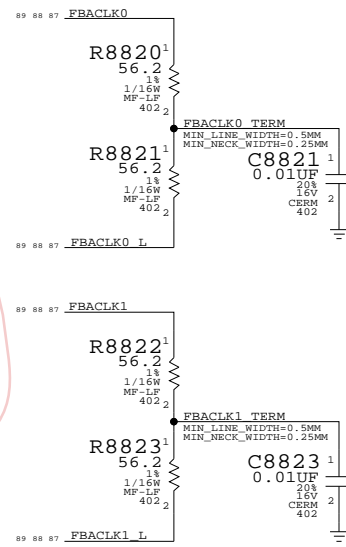 89 88 87 FBACLK0
R8820 1
56.2
1%
1/16W
MF-LF
402 2
FBACLK0_TERM
MIN_LINE_WIDTH=0.5MM
MIN_NECK_WIDTH=0.25MM
R8821 1
56.2
1%
1/16W
MF-LF
402 2
C8821 1
0.01UF
20%
16V 2
CERM
402
89 88 87 FBACLK0_L
89 88 87 FBACLK1
R8822 1
56.2
1%
1/16W
MF-LF
402 2
FBACLK1_TERM
MIN_LINE_WIDTH=0.5MM
MIN_NECK_WIDTH=0.25MM
R8823 1
56.2
1%
1/16W
MF-LF
402 2
C8823 1
0.01UF
20%
16V 2
CERM
402
89 88 87 FBACLK1_L